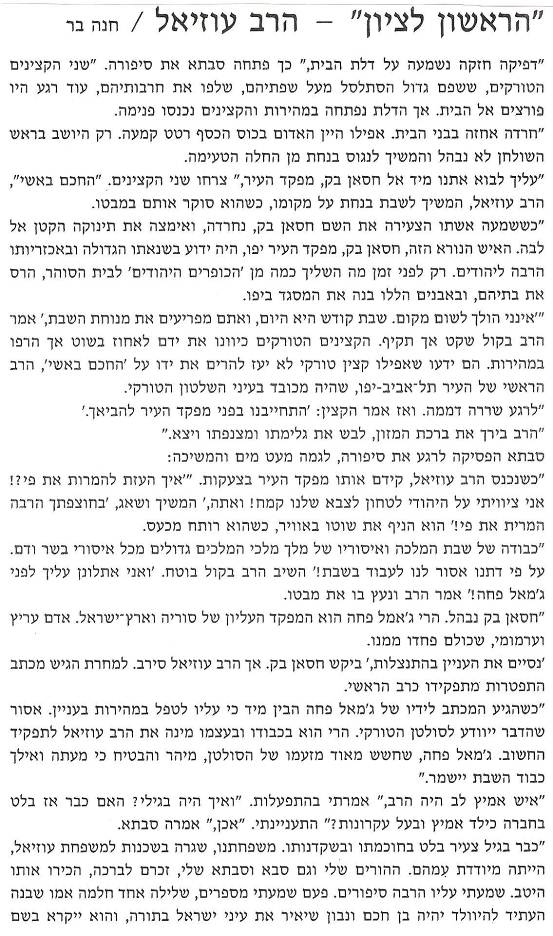 "הראשון לציון" – הרב עוזיאל / חנה בר
"דפיקה חזקה נשמעה על דלת הבית," כך פתחה סבתא את סיפורה. "שני הקצינים
הטורקים, ששפם גדול הסתלסל מעל שפתיהם, שלפו את חרבותיהם, עוד רגע היו
פורצים אל הבית. אך הדלת נפתחה במהירות והקצינים נכנסו פנימה.
"חרדה אחזה בבני הבית. אפילו היין האדום בכוס הכסף רטט קמעה. רק היושב בראש
השולחן לא נבהל והמשיך לנגוס בנחת מן החלה הטעימה.
"עליך לבוא אתנו מיד אל חסאן בק, מפקד העיר," צרחו שני הקצינים. "החכם באשי",
הרב עוזיאל, המשיך לשבת בנחת על מקומו, כשהוא סוקר אותם במבטו.
"כששמעה אשתו הצעירה את השם חסאן בק, נחרדה, ואימצה את תינוקה הקטן אל
לבה. האיש הנורא הזה, חסאן בק, מפקד העיר יפו, היה ידוע בשנאתו הגדולה ובאכזריותו
הרבה ליהודים. רק לפני זמן מה השליך כמה מן 'הכופרים היהודים' לבית הסוהר, הרס
את בתיהם, ובאבנים הללו בנה את המסגד ביפו.
"'אינני הולך לשום מקום. שבת קודש היא היום, ואתם מפריעים את מנוחת השבת,' אמר
הרב בקול שקט אך תקיף. הקצינים הטורקים כיוונו את ידם לאחוז בשוט אך הרפו
במהירות. הם ידעו שאפילו קצין טורקי לא יעז להרים את ידו על 'החכם באשי', הרב
הראשי של העיר תל־אביב-יפו, שהיה מכובד בעיני השלטון הטורקי.
"לרגע שררה דממה. ואז אמר הקצין: 'התחייבנו בפני מפקד העיר להביאך.'
"הרב בירך את ברכת המזון, לבש את גלימתו ומצנפתו ויצא."
סבתא הפסיקה לרגע את סיפורה, לגמה מעט מים והמשיכה:
"כשנכנס הרב עוזיאל, קידם אותו מפקד העיר בצעקות. "'איך העזת להמרות את פי?!
אני ציוויתי על היהודי לטחון לצבא שלנו קמח! ואתה,' המשיך ושאג, 'בחוצפתך הרבה
המרית את פי!' הוא הניף את שוטו באוויר, כשהוא רותח מכעס.
"כבודה של שבת המלכה ואיסוריו של מלך מלכי המלכים גדולים מכל איסורי בשר ודם.
על פי דתנו אסור לנו לעבוד בשבת!' השיב הרב בקול בוטח. 'ואני אתלונן עליך לפני
ג'מאל פחה!' אמר הרב ונעץ בו את מבטו.
"חסאן בק נבהל. הרי ג'אמל פחה הוא המפקד העליון של סוריה וארץ־ישראל. אדם עריץ
וערמומי, שכולם פחדו ממנו.
'נסיים את העניין בהתנצלות,' ביקש חסאן בק. אך הרב עוזיאל סירב. למחרת הגיש מכתב
התפטרות מתפקידו כרב הראשי.
"כשהגיע המכתב לידיו של ג'מאל פחה הבין מיד כי עליו לטפל במהירות בעניין. אסור
שהדבר ייוודע לסולטן הטורקי. הרי הוא בכבודו ובעצמו מינה את הרב עוזיאל לתפקיד
החשוב. ג'מאל פחה, שחשש מאוד מזעמו של הסולטן, מיהר והבטיח כי מעתה ואילך
כבוד השבת יישמר."
"איש אמיץ לב היה הרב," אמרתי בהתפעלות. "ואיך היה בגילי? האם כבר אז בלט
בחברה כילד אמיץ ובעל עקרונות?" התעניינתי. "אכן," אמרה סבתא.
"כבר בגיל צעיר בלט בחוכמתו ובשקדנותו. משפחתנו, שגרה בשכנות למשפחת עוזיאל,
הייתה מיודדת עמהם. ההורים שלי וגם סבא וסבתא שלי, זכרם לברכה, הכירו אותו
היטב. שמעתי עליו הרבה סיפורים. פעם שמעתי מספרים, שלילה אחד חלמה אמו שבנה
העתיד להיוולד יהיה בן חכם ונבון שיאיר את עיני ישראל בתורה, והוא ייקרא בשם